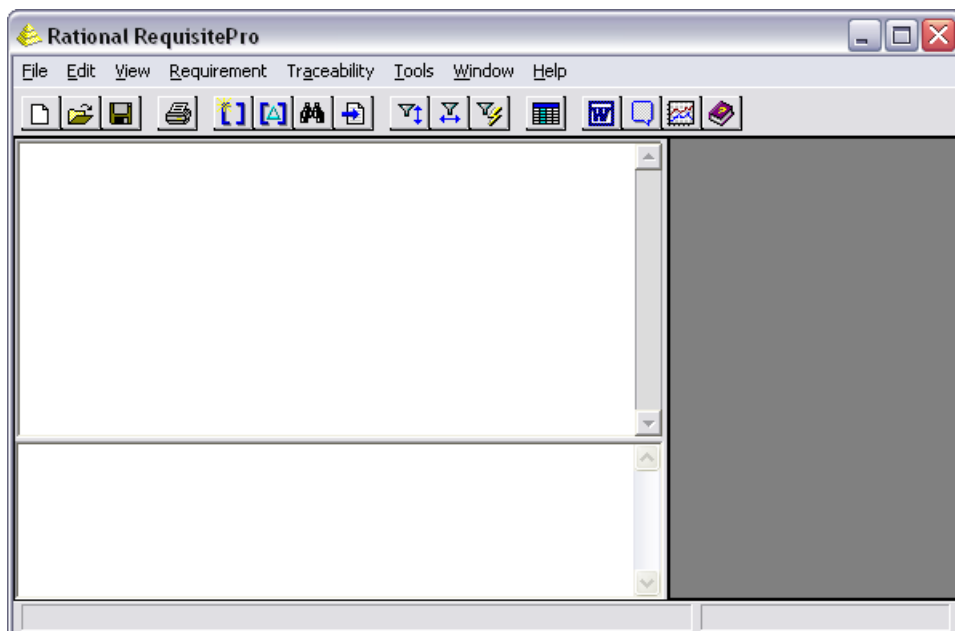 Rational RequisitePro
File Edit View Requirement Traceability Tools Window Help
W